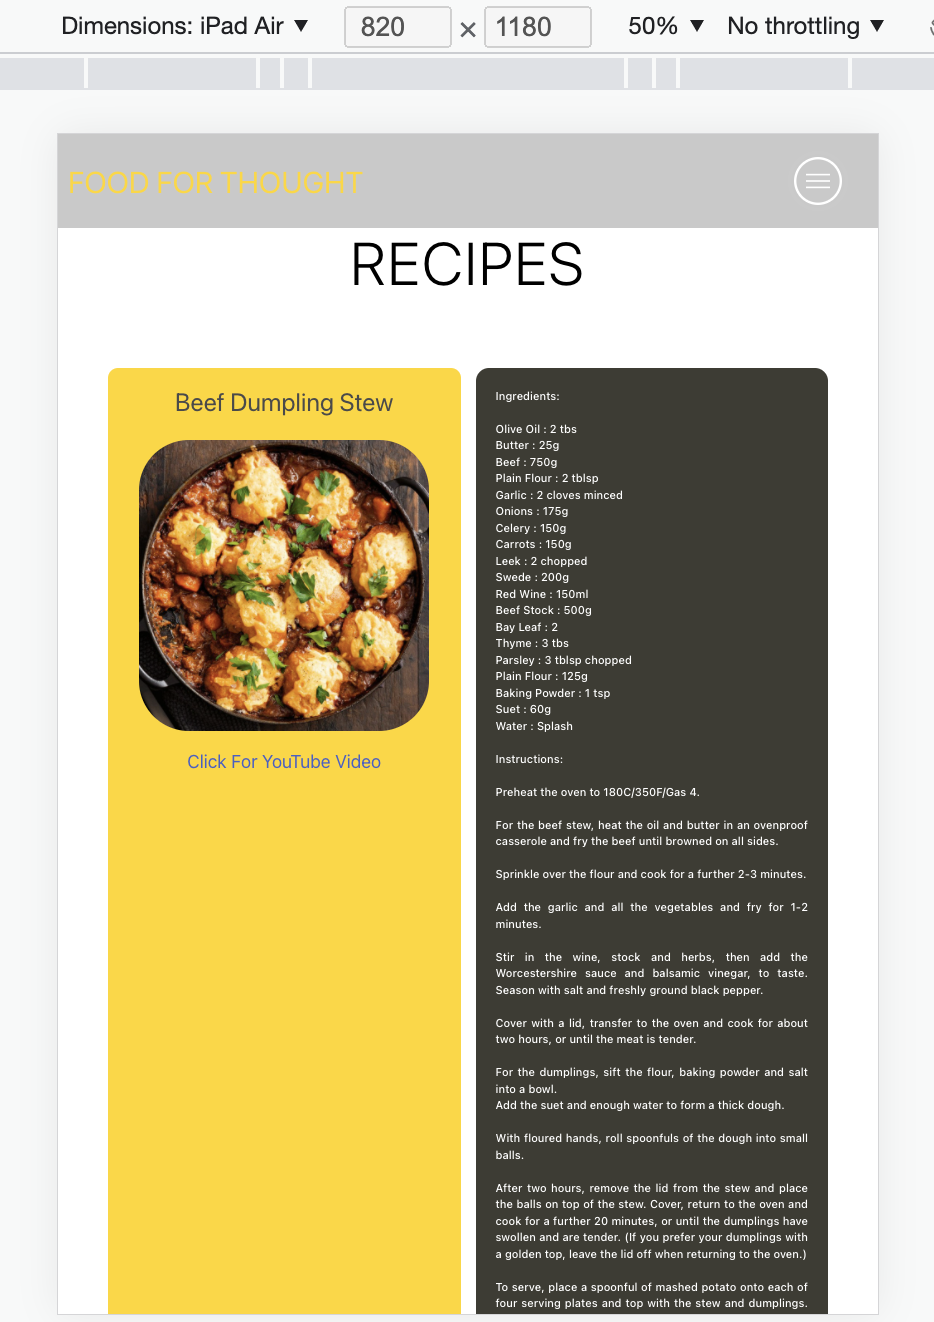 Dimensions: iPad Air ▼ 820 × 1180 50% ▼ No throttling ▼
FOOD FOR THOUGHT
RECIPES
Beef Dumpling Stew
Click For YouTube Video
Ingredients:
Olive Oil : 2 tbs
Butter : 25g
Beef : 750g
Plain Flour : 2 tblsp
Garlic : 2 cloves minced
Onions : 175g
Celery : 150g
Carrots : 150g
Leek : 2 chopped
Swede : 200g
Red Wine : 150ml
Beef Stock : 500g
Bay Leaf : 2
Thyme : 3 tbs
Parsley : 3 tblsp chopped
Plain Flour : 125g
Baking Powder : 1 tsp
Suet : 60g
Water : Splash
Instructions:
Preheat the oven to 180C/350F/Gas 4.
For the beef stew, heat the oil and butter in an ovenproof
casserole and fry the beef until browned on all sides.
Sprinkle over the flour and cook for a further 2-3 minutes.
Add the garlic and all the vegetables and fry for 1-2
minutes.
Stir in the wine, stock and herbs, then add the
Worcestershire sauce and balsamic vinegar, to taste.
Season with salt and freshly ground black pepper.
Cover with a lid, transfer to the oven and cook for about
two hours, or until the meat is tender.
For the dumplings, sift the flour, baking powder and salt
into a bowl.
Add the suet and enough water to form a thick dough.
With floured hands, roll spoonfuls of the dough into small
balls.
After two hours, remove the lid from the stew and place
the balls on top of the stew. Cover, return to the oven and
cook for a further 20 minutes, or until the dumplings have
swollen and are tender. (If you prefer your dumplings with
a golden top, leave the lid off when returning to the oven.)
To serve, place a spoonful of mashed potato onto each of
four serving plates and top with the stew and dumplings.